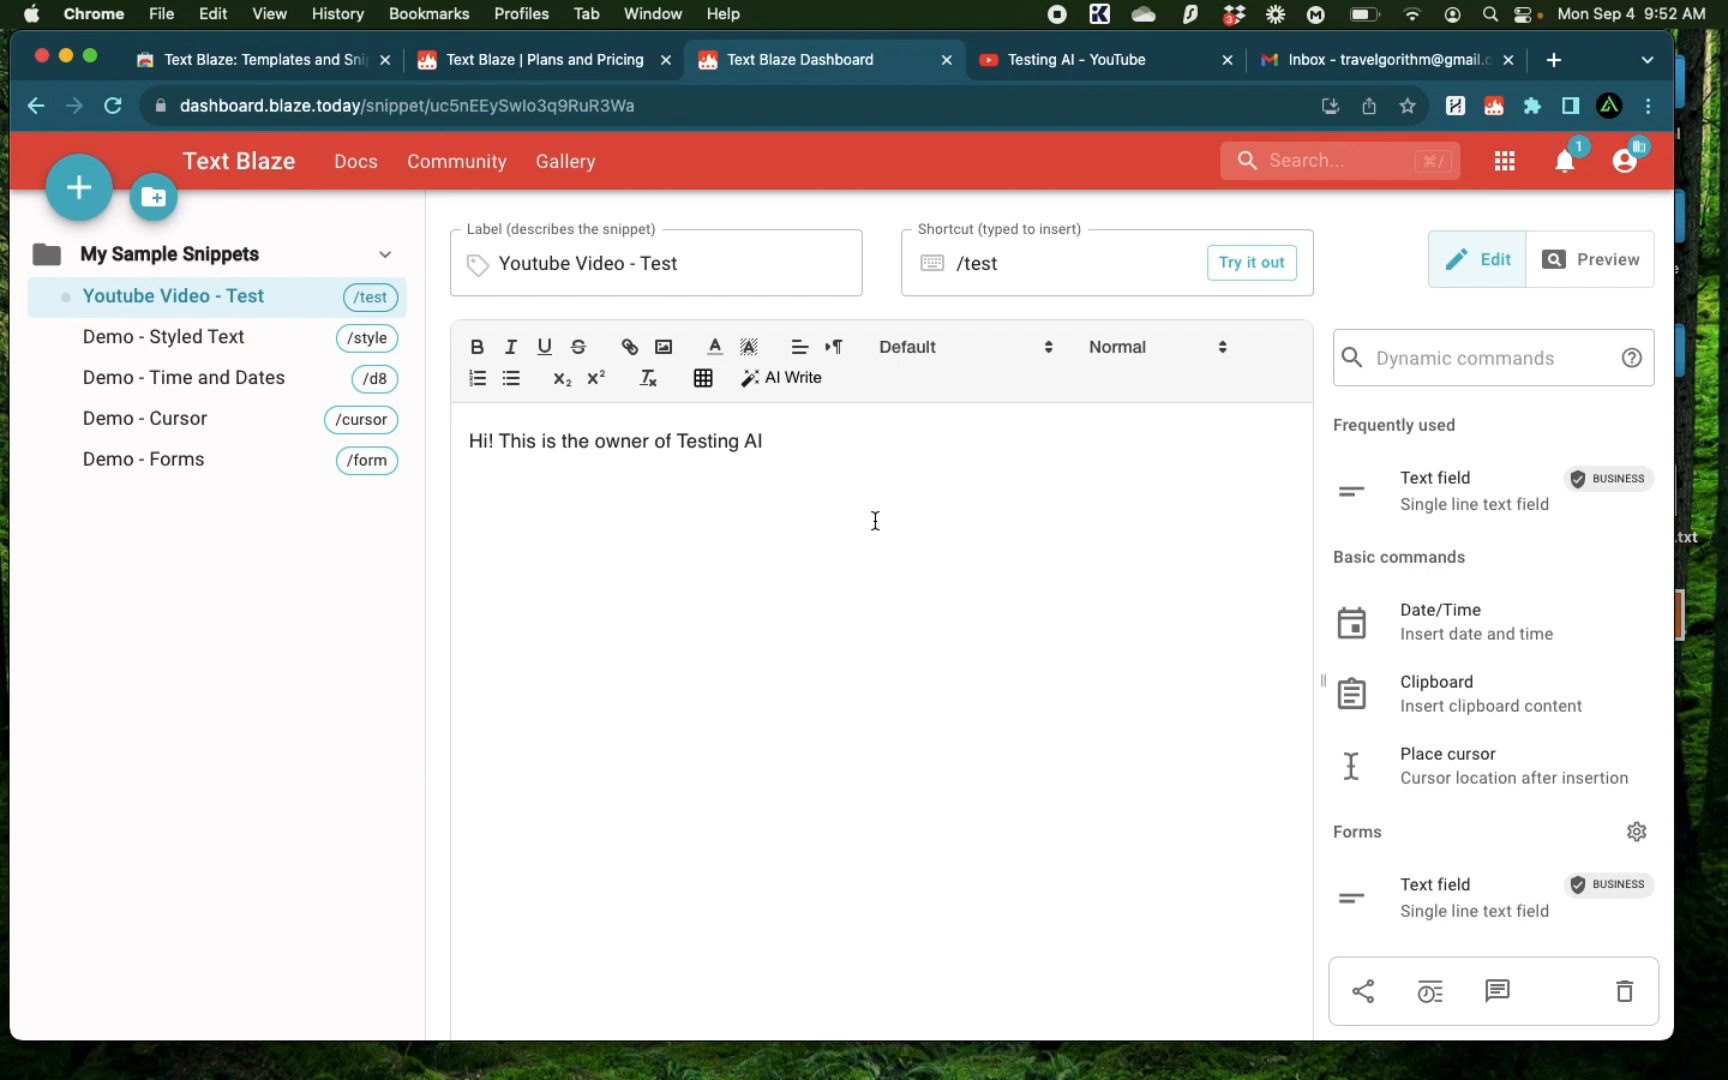 Chrome File Edit View History Bookmarks Profiles Tab Window Help 3 Mon Sep 4 9:52 AM
Text Blaze: Templates and Sni Text Blaze | Plans and Pricing Text Blaze Dashboard Testing AI - YouTube Inbox - travelgorithm@gmail.c
dashboard.blaze.today/snippet/uc5nEEySwlo3q9RuR3Wa
Text Blaze Docs Community Gallery Search... ⌘/ 1
My Sample Snippets
Youtube Video - Test /test
Demo - Styled Text /style
Demo - Time and Dates /d8
Demo - Cursor /cursor
Demo - Forms /form
Label (describes the snippet)
Youtube Video - Test
Shortcut (typed to insert)
/test Try it out
Edit Preview
B I U S A A Default Normal
X₂ X² Tx AI Write
Hi! This is the owner of Testing AI
Dynamic commands
Frequently used
Text field BUSINESS
Single line text field
Basic commands
Date/Time
Insert date and time
Clipboard
Insert clipboard content
Place cursor
Cursor location after insertion
Forms
Text field BUSINESS
Single line text field
.txt